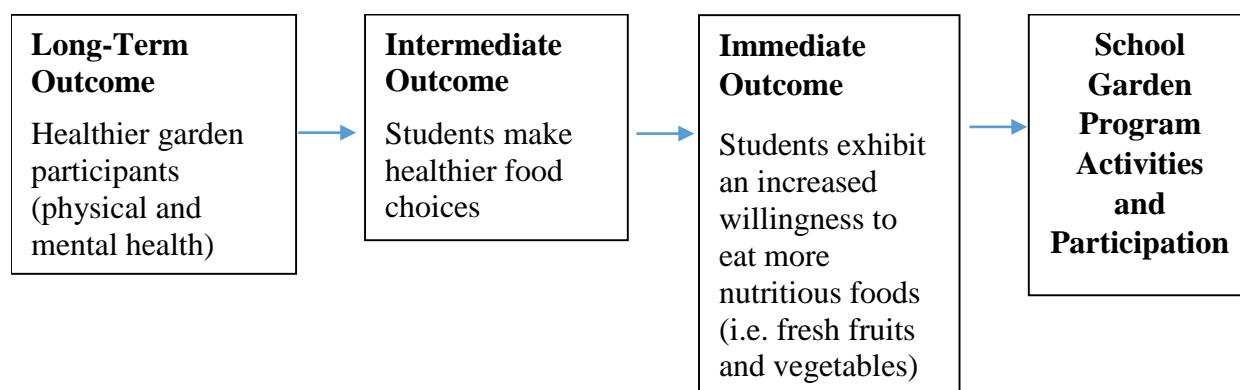 Long-Term
Outcome
Healthier garden
participants
(physical and
mental health)
Intermediate
Outcome
Students make
healthier food
choices
Immediate
Outcome
Students exhibit
an increased
willingness to
eat more
nutritious foods
(i.e. fresh fruits
and vegetables)
School
Garden
Program
Activities
and
Participation